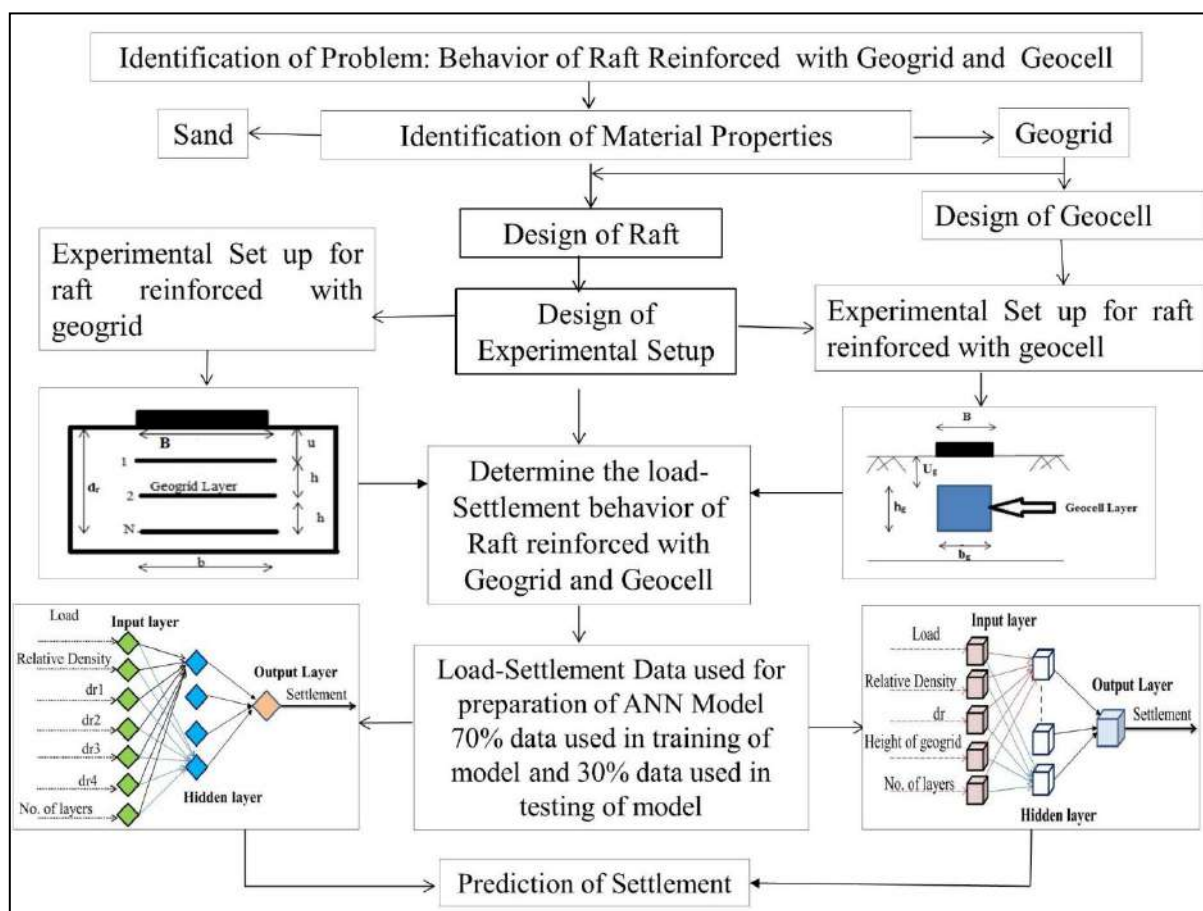 Identification of Problem: Behavior of Raft Reinforced with Geogrid and Geocell
Sand
Identification of Material Properties
Geogrid
Design of Raft
Design of Geocell
Experimental Set up for
raft reinforced with
geogrid
Design of
Experimental Setup
Experimental Set up for raft
reinforced with geocell
B
u
1
h
dr
Geogrid Layer
2
h
N
b
Determine the load-
Settlement behavior of
Raft reinforced with
Geogrid and Geocell
B
Ug
hg
Geocell Layer
bg
Load
Input layer
Relative Density
Output Layer
Settlement
dr1
dr2
dr3
dr4
Hidden layer
No. of layers
Load-Settlement Data used for
preparation of ANN Model
70% data used in training of
model and 30% data used in
testing of model
Input layer
Load
Relative Density
Output Layer
Settlement
dr
Height of geogrid
No. of layers
Hidden layer
Prediction of Settlement